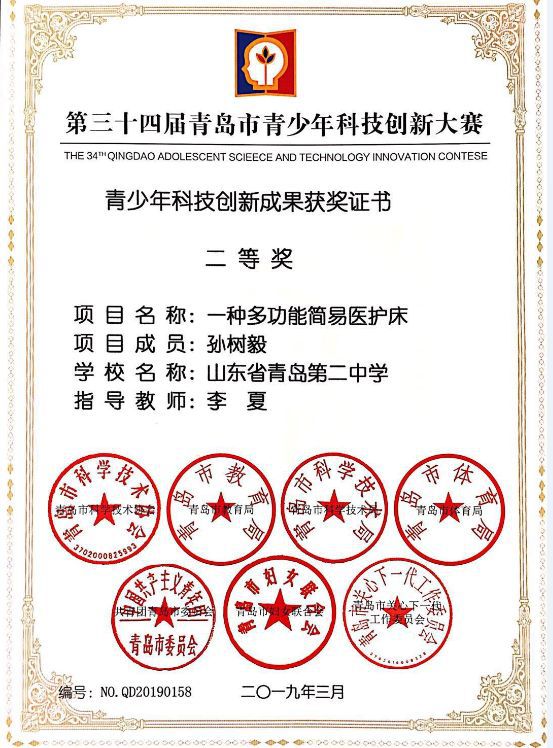 第三十四届青岛市青少年科技创新大赛
THE 34TH QINGDAO ADOLESCENT SCIEECE AND TECHNOLOGY INNOVATION CONTESE
青少年科技创新成果获奖证书
二等奖
项目名称：一种多功能简易医护床
项目成员：孙树毅
学校名称：山东省青岛第二中学
指导教师：李 夏
青岛市科学技术协会
青岛市科学技术协会
3702000825993
青岛市教育局
青岛市教育局
青岛市科学技术局
青岛市科学技术
青岛市体育局
青岛市体育局
中国共产主义青年团
共青团青岛市委员会
青岛市委员会
青岛市妇女联合会
青岛市妇女联合会
青岛市关心下一代工作委员会
青岛市关心下一代
工作委员会
编号：NO.QD20190158
二〇一九年三月